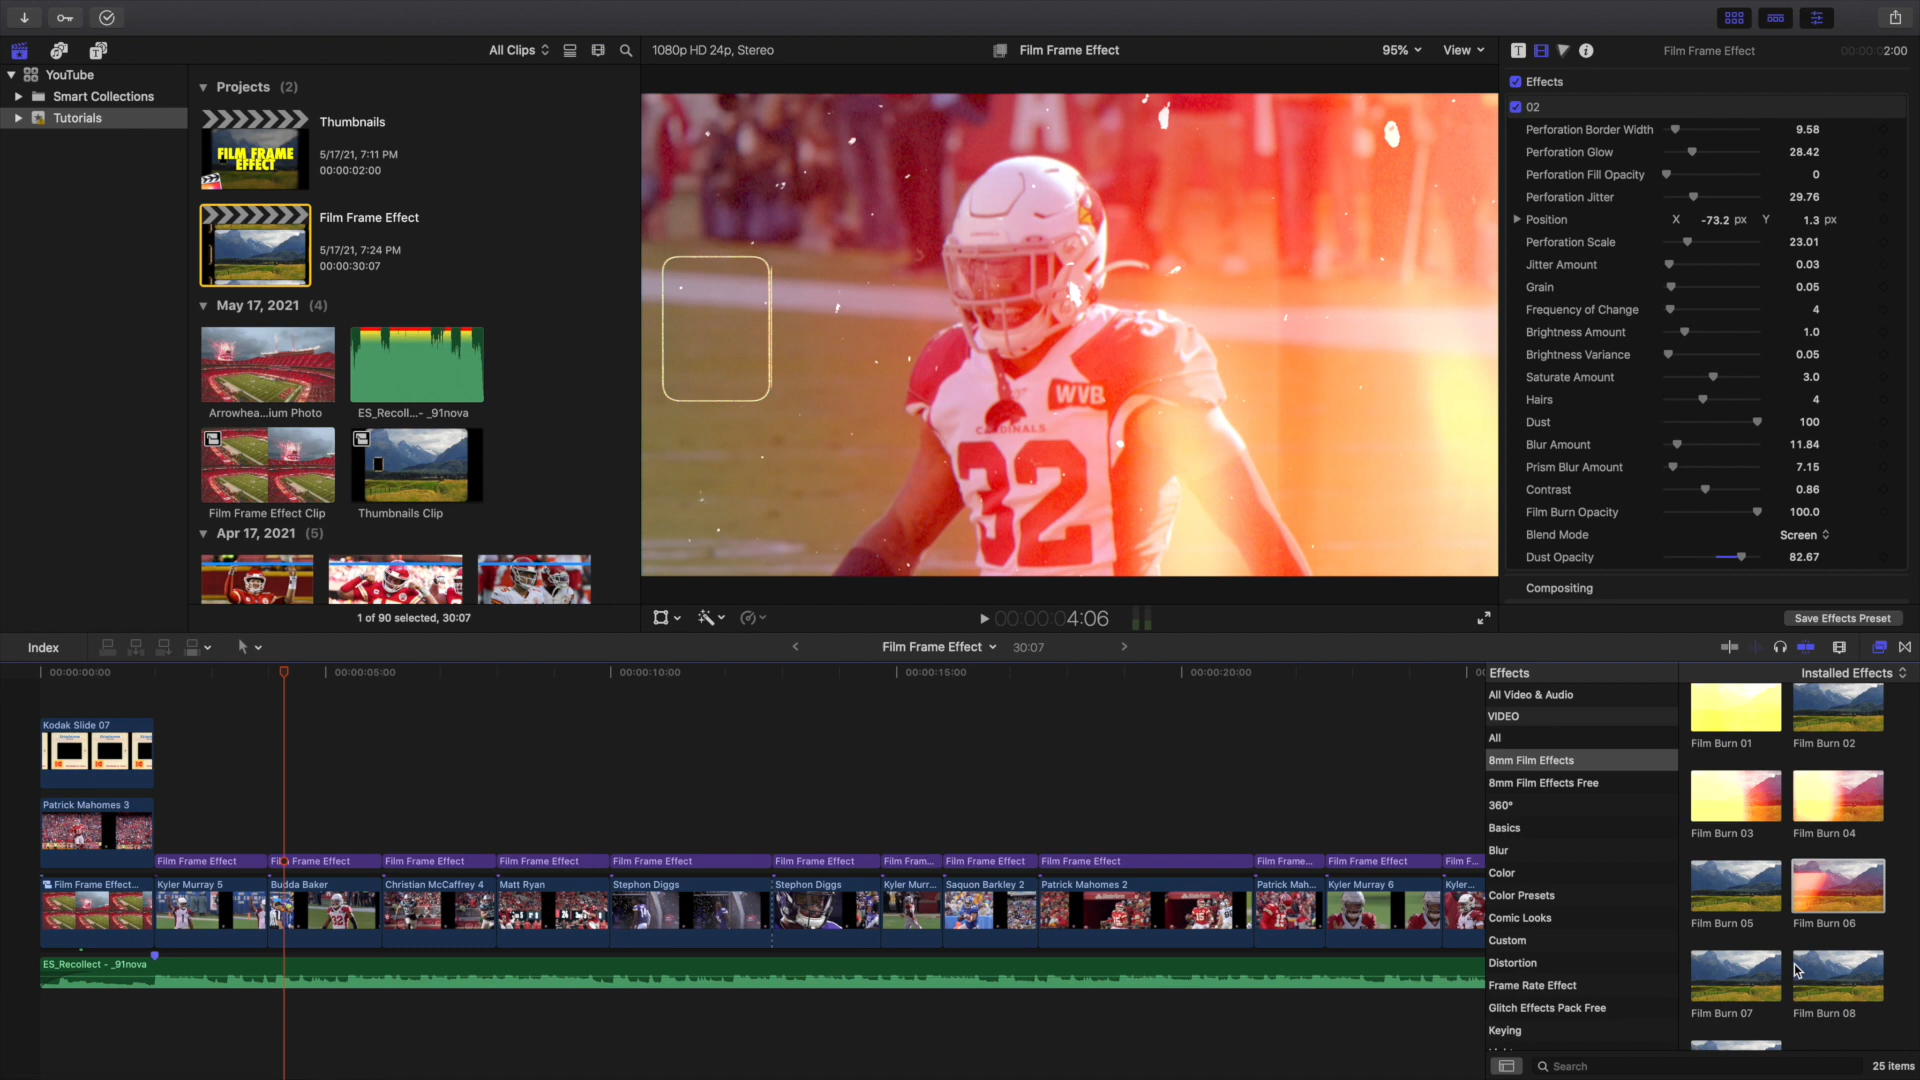 All Clips
1080p HD 24p, Stereo
Film Frame Effect
95%
View
Film Frame Effect
00:00:02:00
YouTube
Smart Collections
Tutorials
Projects (2)
Thumbnails
5/17/21, 7:11 PM
00:00:02:00
FILM FRAME
EFFECT
Film Frame Effect
5/17/21, 7:24 PM
00:00:30:07
May 17, 2021 (4)
Arrowhea...ium Photo
ES_Recoll...- _91nova
Film Frame Effect Clip
Thumbnails Clip
Apr 17, 2021 (5)
1 of 90 selected, 30:07
WVB
CARDINALS
32
00:00:04:06
Effects
02
Perforation Border Width 9.58
Perforation Glow 28.42
Perforation Fill Opacity 0
Perforation Jitter 29.76
Position X -73.2 px Y 1.3 px
Perforation Scale 23.01
Jitter Amount 0.03
Grain 0.05
Frequency of Change 4
Brightness Amount 1.0
Brightness Variance 0.05
Saturate Amount 3.0
Hairs 4
Dust 100
Blur Amount 11.84
Prism Blur Amount 7.15
Contrast 0.86
Film Burn Opacity 100.0
Blend Mode Screen
Dust Opacity 82.67
Compositing
Save Effects Preset
Index
Film Frame Effect 30:07
00:00:00:00
00:00:05:00
00:00:10:00
00:00:15:00
00:00:20:00
Kodak Slide 07
Patrick Mahomes 3
Film Frame Effect
Film Frame Effect
Film Frame Effect
Film Frame Effect
Film Frame Effect
Film Frame Effect
Film Fram...
Film Frame Effect
Film Frame Effect
Film Frame...
Film Frame Effect
Film F...
Film Frame Effect...
Kyler Murray 5
Budda Baker
Christian McCaffrey 4
Matt Ryan
Stephon Diggs
Stephon Diggs
Kyler Murr...
Saquon Barkley 2
Patrick Mahomes 2
Patrick Mah...
Kyler Murray 6
Kyler...
ES_Recollect - _91nova
Effects
Installed Effects
All Video & Audio
VIDEO
All
8mm Film Effects
8mm Film Effects Free
360°
Basics
Blur
Color
Color Presets
Comic Looks
Custom
Distortion
Frame Rate Effect
Glitch Effects Pack Free
Keying
Film Burn 01
Film Burn 02
Film Burn 03
Film Burn 04
Film Burn 05
Film Burn 06
Film Burn 07
Film Burn 08
Search
25 items